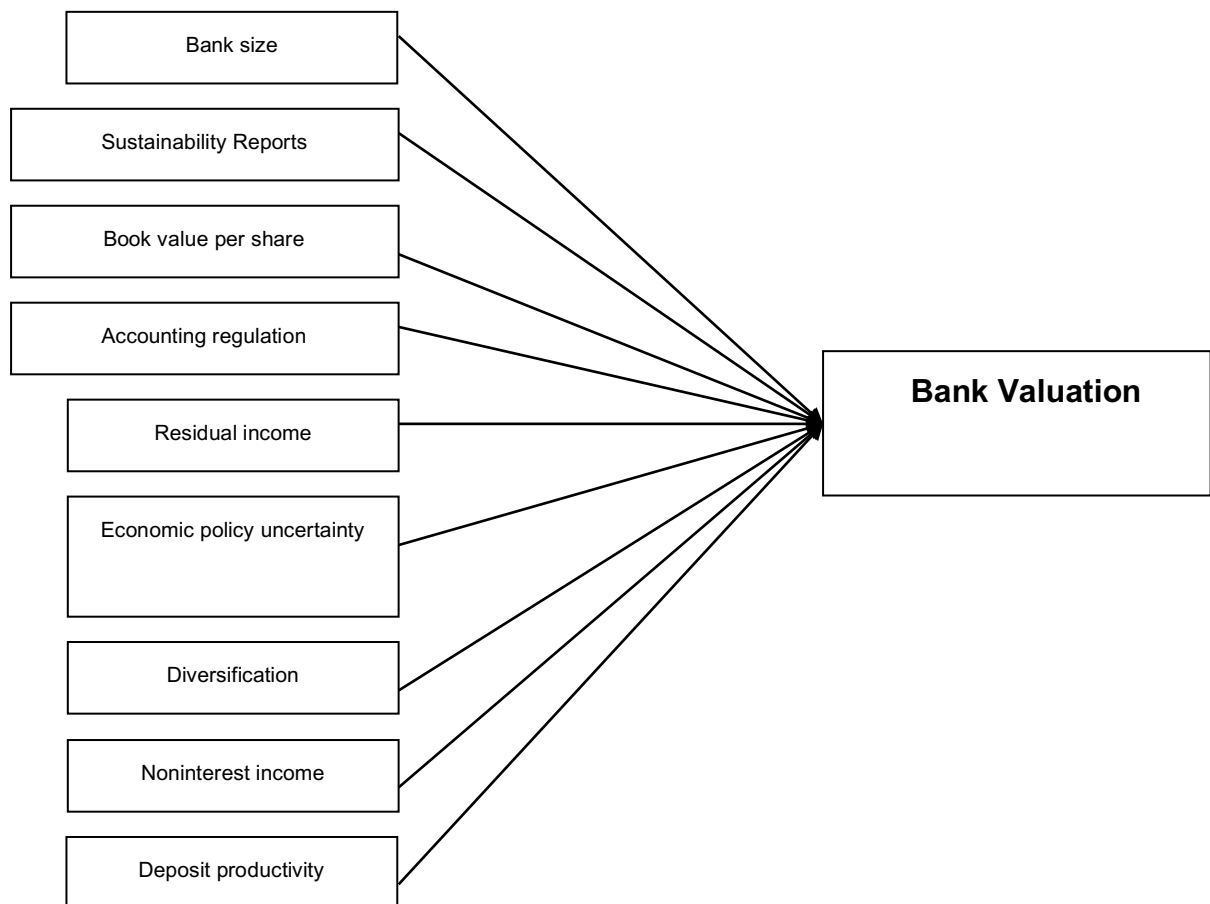 Bank size
Sustainability Reports
Book value per share
Accounting regulation
Residual income
Economic policy uncertainty
Diversification
Noninterest income
Deposit productivity
Bank Valuation